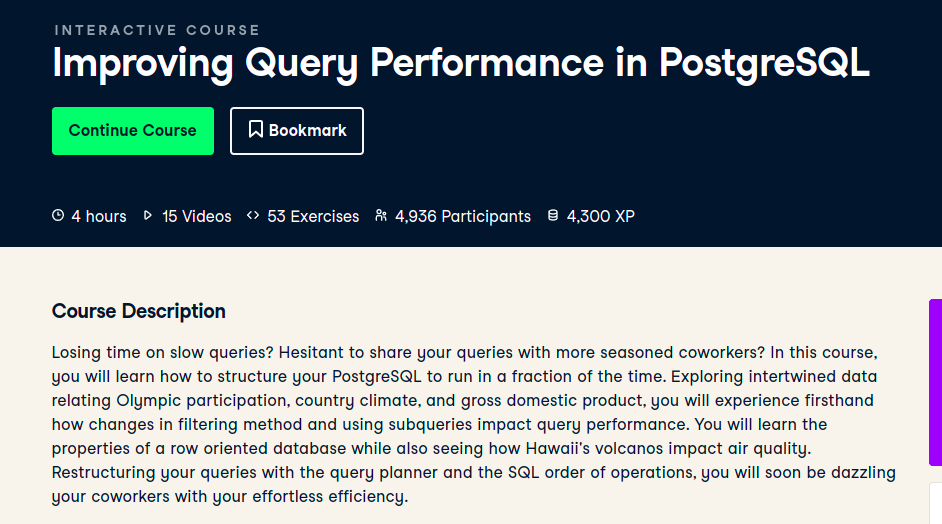 INTERACTIVE COURSE
Improving Query Performance in PostgreSQL
Continue Course
Bookmark
4 hours 15 Videos 53 Exercises 4,936 Participants 4,300 XP
Course Description
Losing time on slow queries? Hesitant to share your queries with more seasoned coworkers? In this course,
you will learn how to structure your PostgreSQL to run in a fraction of the time. Exploring intertwined data
relating Olympic participation, country climate, and gross domestic product, you will experience firsthand
how changes in filtering method and using subqueries impact query performance. You will learn the
properties of a row oriented database while also seeing how Hawaii's volcanos impact air quality.
Restructuring your queries with the query planner and the SQL order of operations, you will soon be dazzling
your coworkers with your effortless efficiency.